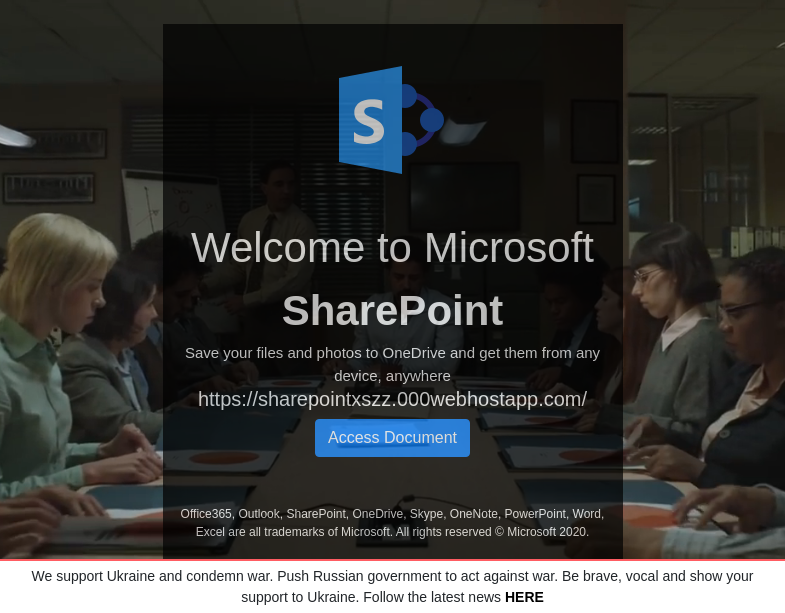 S
Welcome to Microsoft
SharePoint
Save your files and photos to OneDrive and get them from any
device, anywhere
https://sharepointxszz.000webhostapp.com/
Access Document
Office365, Outlook, SharePoint, OneDrive, Skype, OneNote, PowerPoint, Word,
Excel are all trademarks of Microsoft. All rights reserved © Microsoft 2020.
We support Ukraine and condemn war. Push Russian government to act against war. Be brave, vocal and show your
support to Ukraine. Follow the latest news HERE